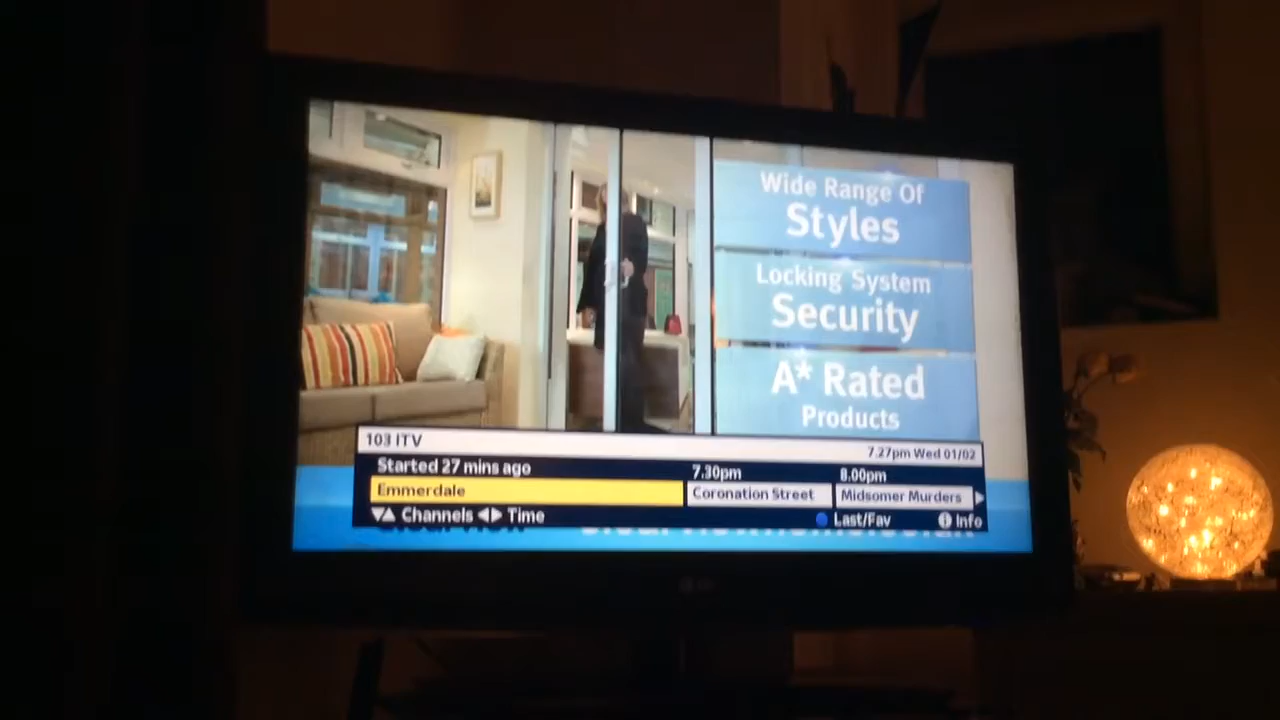 Wide Range Of
Styles
Locking System
Security
A* Rated
Products
103 ITV
7.27pm Wed 01/02
Started 27 mins ago
7.30pm
8.00pm
Emmerdale
Coronation Street
Midsomer Murders
Channels
Time
Last/Fav
Info